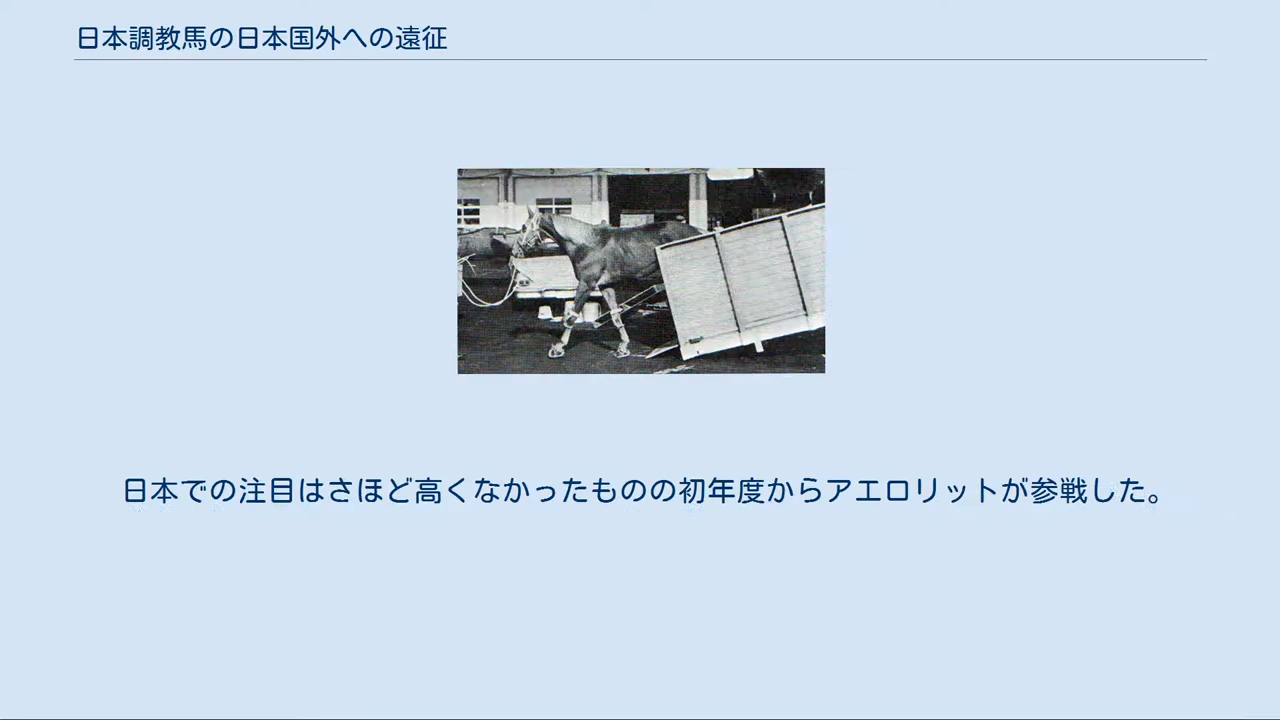 日本調教馬の日本国外への遠征
日本での注目はさほど高くなかったものの初年度からアエロリットが参戦した。